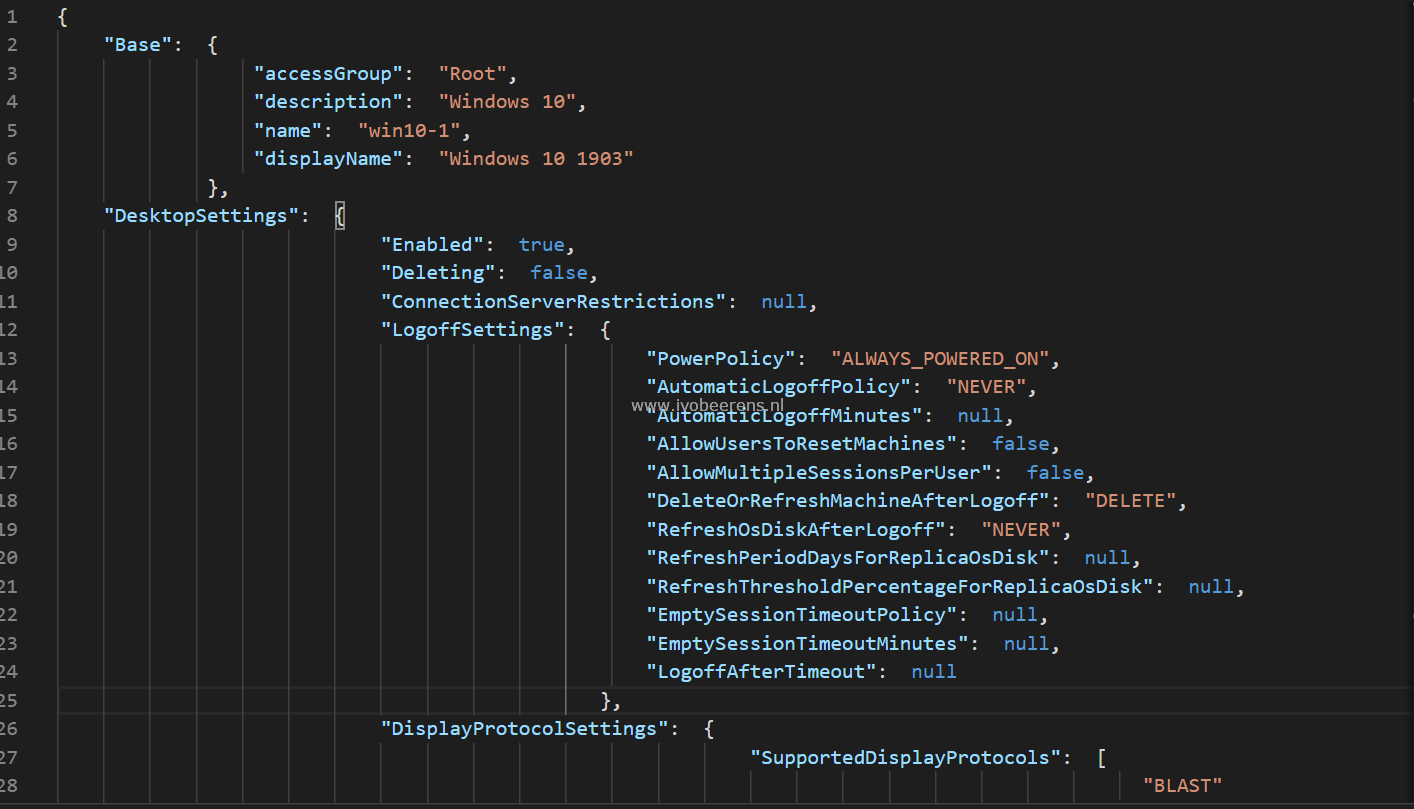 1 {
2 "Base": {
3 "accessGroup": "Root",
4 "description": "Windows 10",
5 "name": "win10-1",
6 "displayName": "Windows 10 1903"
7 },
8 "DesktopSettings": {
9 "Enabled": true,
10 "Deleting": false,
11 "ConnectionServerRestrictions": null,
12 "LogoffSettings": {
13 "PowerPolicy": "ALWAYS_POWERED_ON",
14 "AutomaticLogoffPolicy": "NEVER",
www.ivobeerens.nl
15 "AutomaticLogoffMinutes": null,
16 "AllowUsersToResetMachines": false,
17 "AllowMultipleSessionsPerUser": false,
18 "DeleteOrRefreshMachineAfterLogoff": "DELETE",
19 "RefreshOsDiskAfterLogoff": "NEVER",
20 "RefreshPeriodDaysForReplicaOsDisk": null,
21 "RefreshThresholdPercentageForReplicaOsDisk": null,
22 "EmptySessionTimeoutPolicy": null,
23 "EmptySessionTimeoutMinutes": null,
24 "LogoffAfterTimeout": null
25 },
26 "DisplayProtocolSettings": {
27 "SupportedDisplayProtocols": [
28 "BLAST"